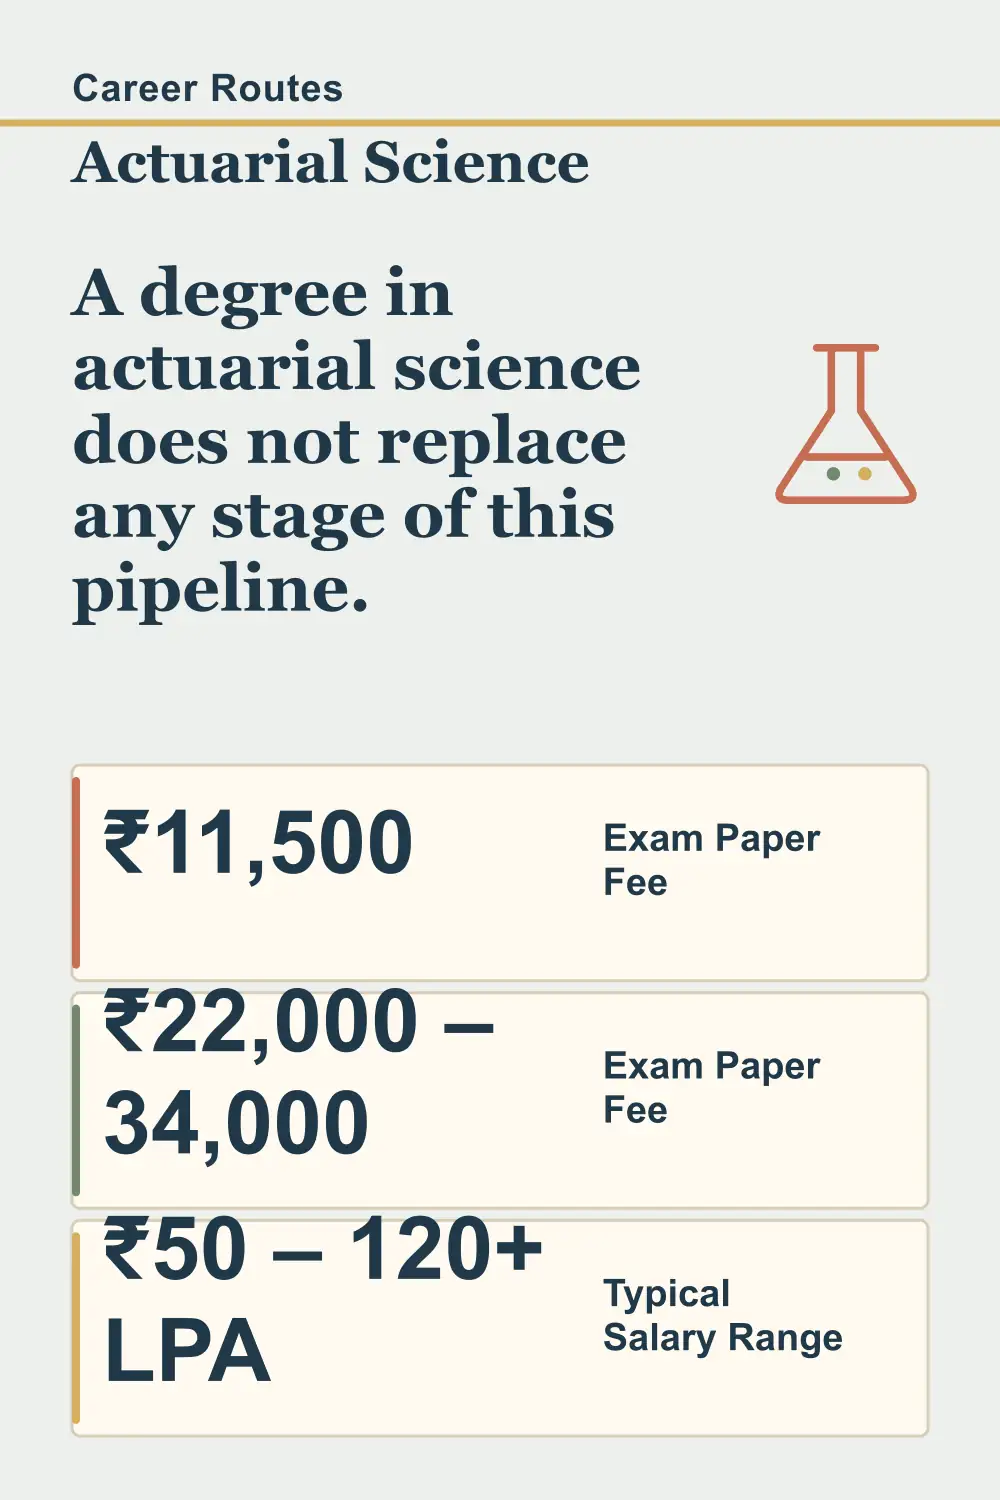 Career Routes
Actuarial Science
A degree in
actuarial science
does not replace
any stage of this
pipeline.
₹11,500
Exam Paper
Fee
₹22,000 –
34,000
Exam Paper
Fee
₹50 – 120+
LPA
Typical
Salary Range